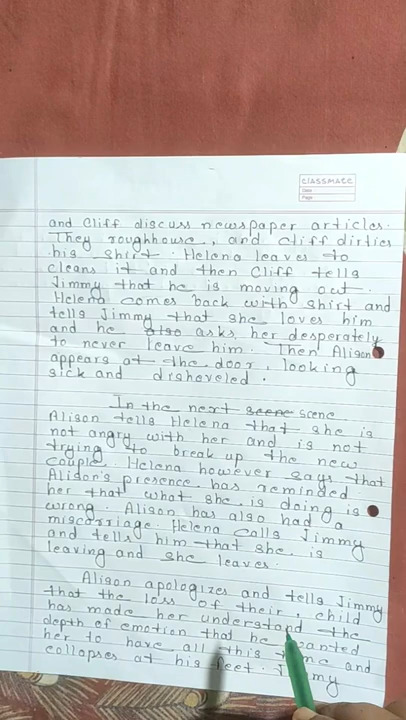 CLASSMATE
Date
Page
and Cliff discuss newspaper articles.
They roughhouse, and Cliff dirties
his shirt. Helena leaves to
cleans it and then Cliff tells
Jimmy that he is moving out.
Helena comes back with shirt and
tells Jimmy that she loves him
and he also asks her desperately
to never leave him. Then Alison
appears at the door, looking
sick and disheveled.
In the next scene scene
Alison tells Helena that she is
not angry with her and is not
trying to break up the new
couple. Helena however says that
Alison's presence has reminded
her that what she is doing is
wrong. Alison has also had a
miscarriage. Helena calls Jimmy
and tells him that she is
leaving and she leaves.
Alison apologizes and tells Jimmy
that the loss of their child
has made her understand the
depth of emotion that he wanted
her to have all this time and
collapses at his feet. Jimmy